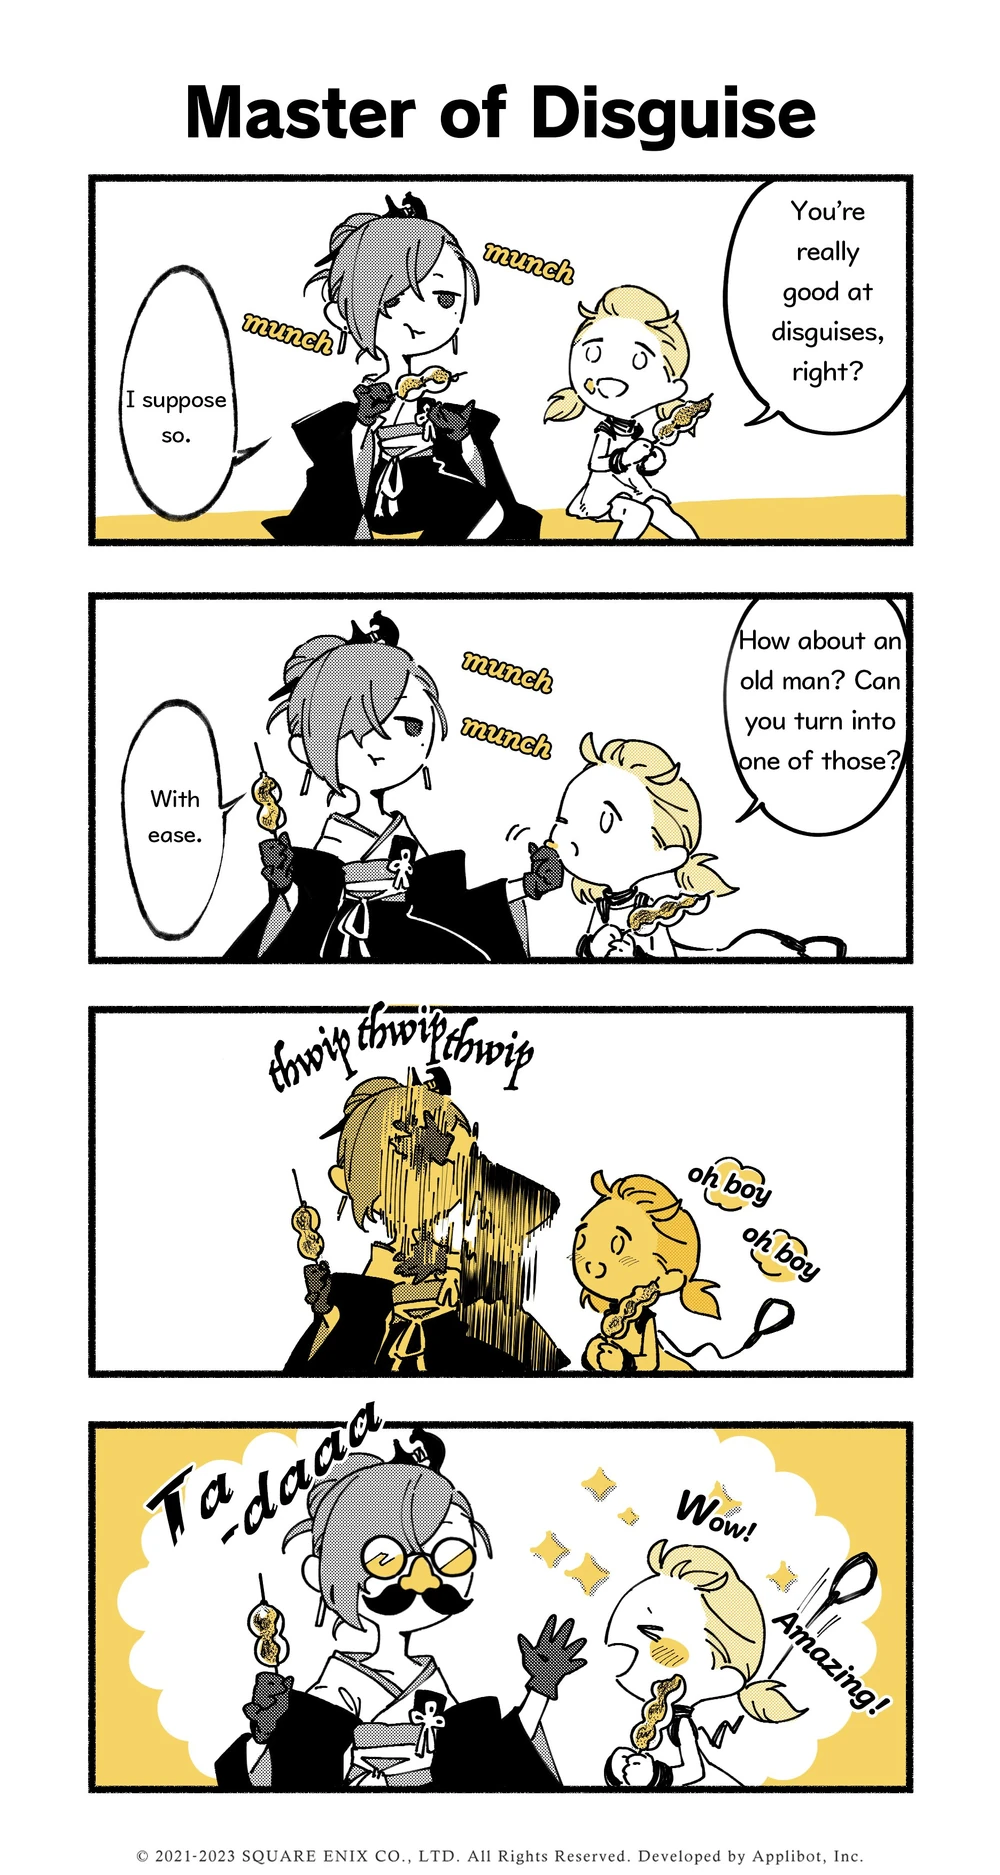 Master of Disguise
You're
really
good at
disguises,
right?
munch
munch
I suppose
so.
How about an
old man? Can
you turn into
one of those?
munch
munch
With
ease.
thwip thwip thwip
oh boy
oh boy
Ta
-daaaa
Wow!
Amazing!
© 2021-2023 SQUARE ENIX CO., LTD. All Rights Reserved. Developed by Applibot, Inc.